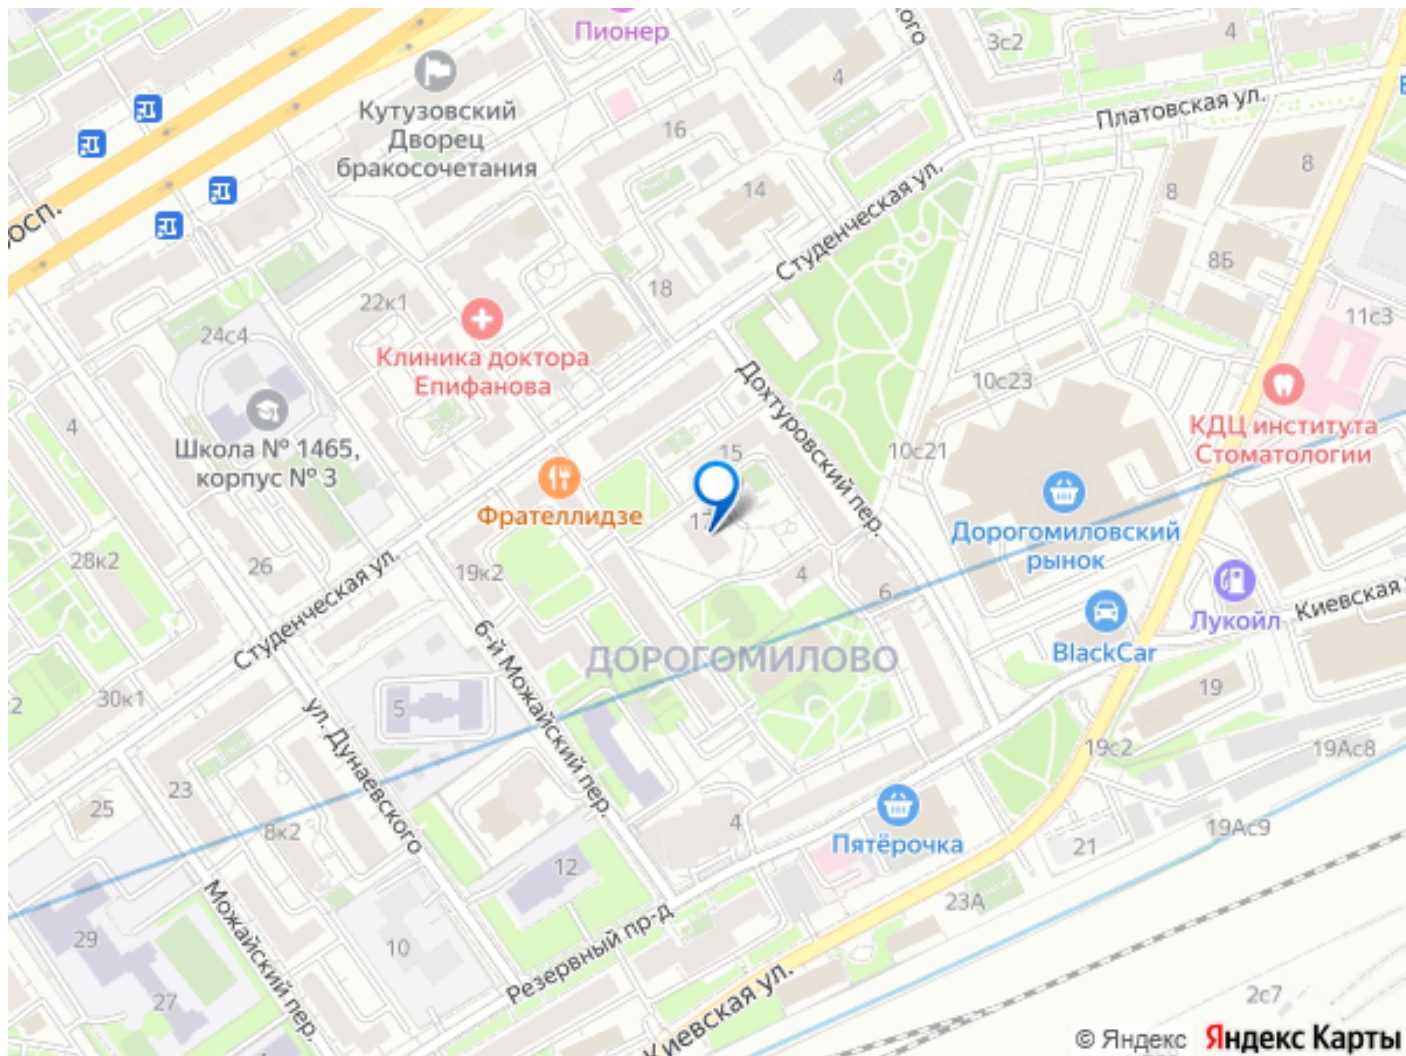 Пионер
ого
3с2
4
Кутузовский
Дворец
бракосочетания
4
16
Платовская ул.
8
8
14
Студенческая ул.
осп.
8Б
18
22к1
11с3
24с4
Клиника доктора
Епифанова
10с23
Дохтуровский пер.
КДЦ института
Стоматологии
4
Школа № 1465,
корпус № 3
15
10с21
Фрателлидзе
17
Дорогомиловский
рынок
28к2
26
19к2
4
6
Лукойл
Киевская
Студенческая ул.
BlackCar
ДОРОГОМИЛОВО
6-й Можайский пер.
30к1
2
5
19
ул. Дунаевского
19с2
19Ас8
23
25
8к2
4
Пятёрочка
21
19Ас9
12
23А
Можайский пер.
29
10
Резервный пр-д
27
Киевская ул.
2с7
© Яндекс Яндекс Карты